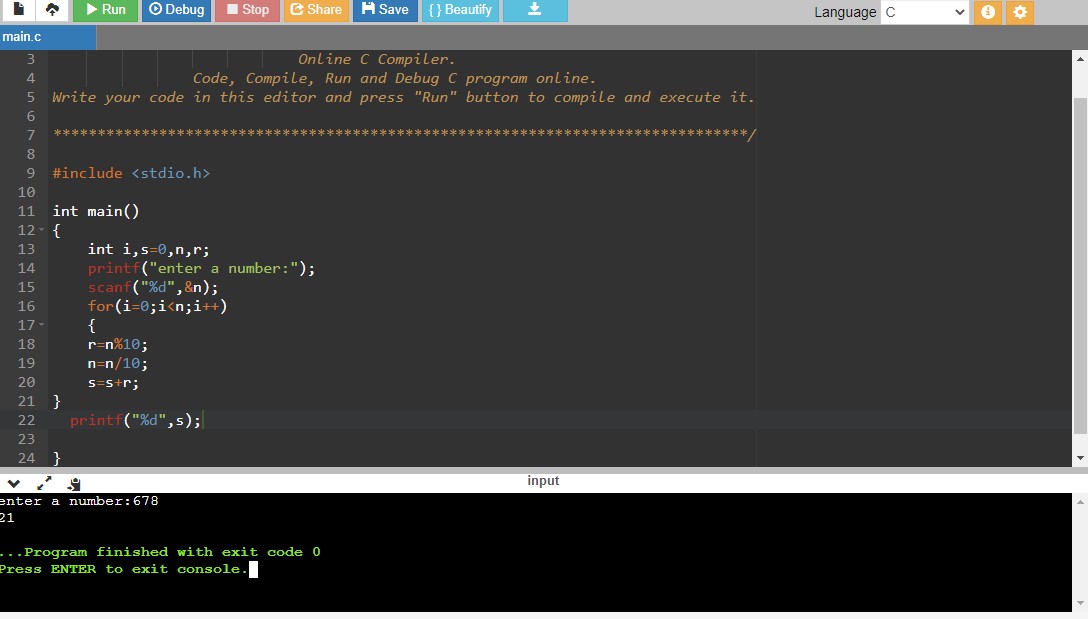 Run Debug Stop Share Save { } Beautify Language C
main.c
3 Online C Compiler.
4 Code, Compile, Run and Debug C program online.
5 Write your code in this editor and press "Run" button to compile and execute it.
6
7 *******************************************************************************/
8
9 #include <stdio.h>
10
11 int main()
12 {
13 int i,s=0,n,r;
14 printf("enter a number:");
15 scanf("%d",&n);
16 for(i=0;i<n;i++)
17 {
18 r=n%10;
19 n=n/10;
20 s=s+r;
21 }
22 printf("%d",s);
23
24 }
input
enter a number:678
21
...Program finished with exit code 0
Press ENTER to exit console.